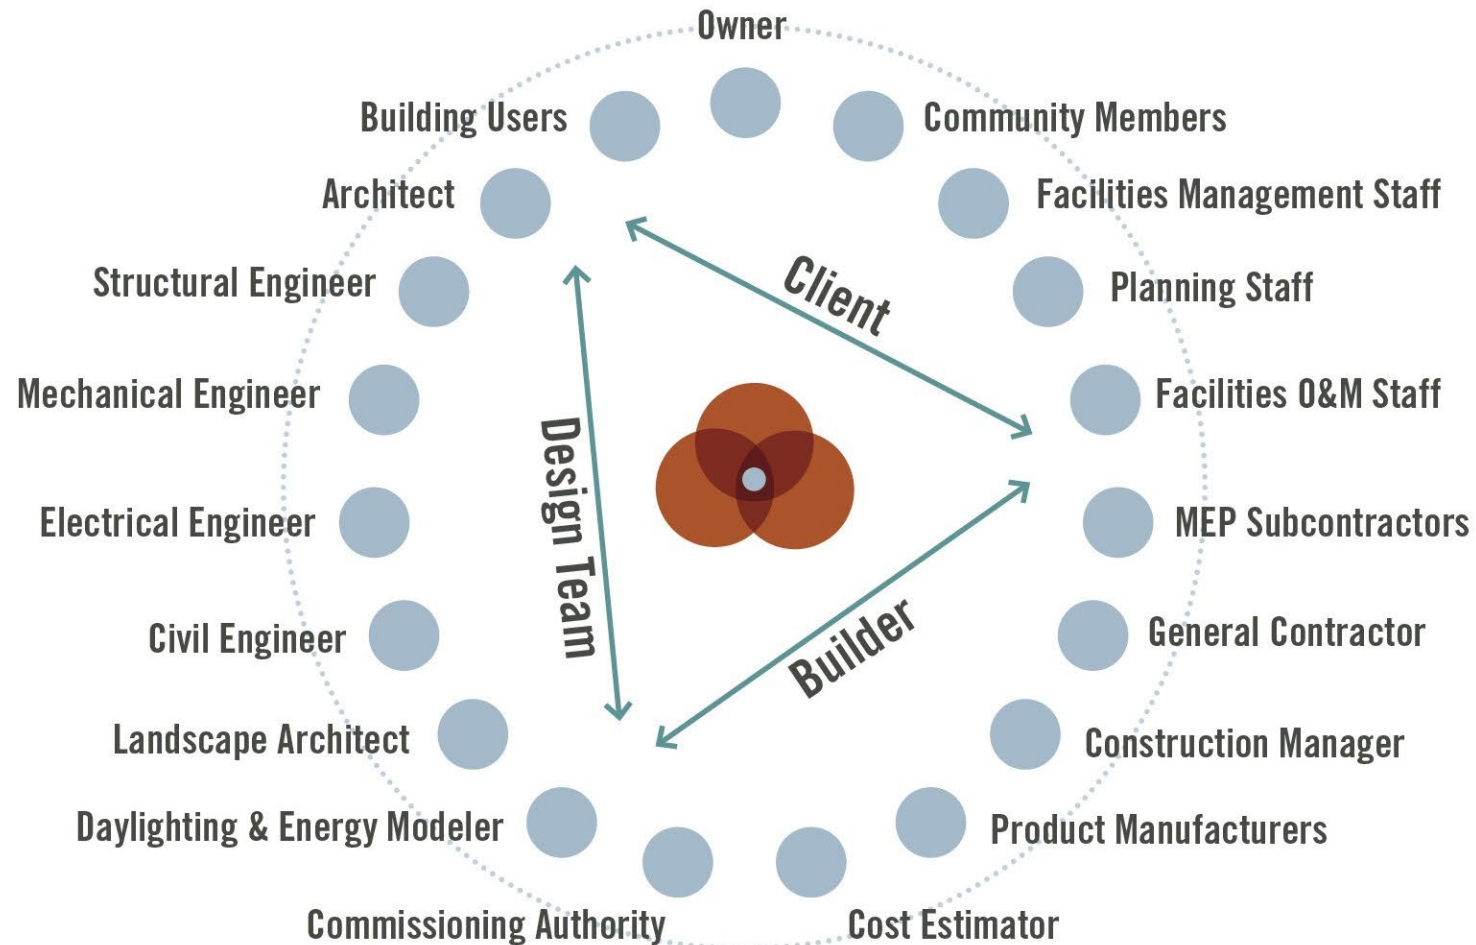 Owner
Building Users
Community Members
Architect
Facilities Management Staff
Structural Engineer
Planning Staff
Client
Mechanical Engineer
Facilities O&M Staff
Design Team
Electrical Engineer
MEP Subcontractors
Builder
Civil Engineer
General Contractor
Landscape Architect
Construction Manager
Daylighting & Energy Modeler
Product Manufacturers
Commissioning Authority
Cost Estimator